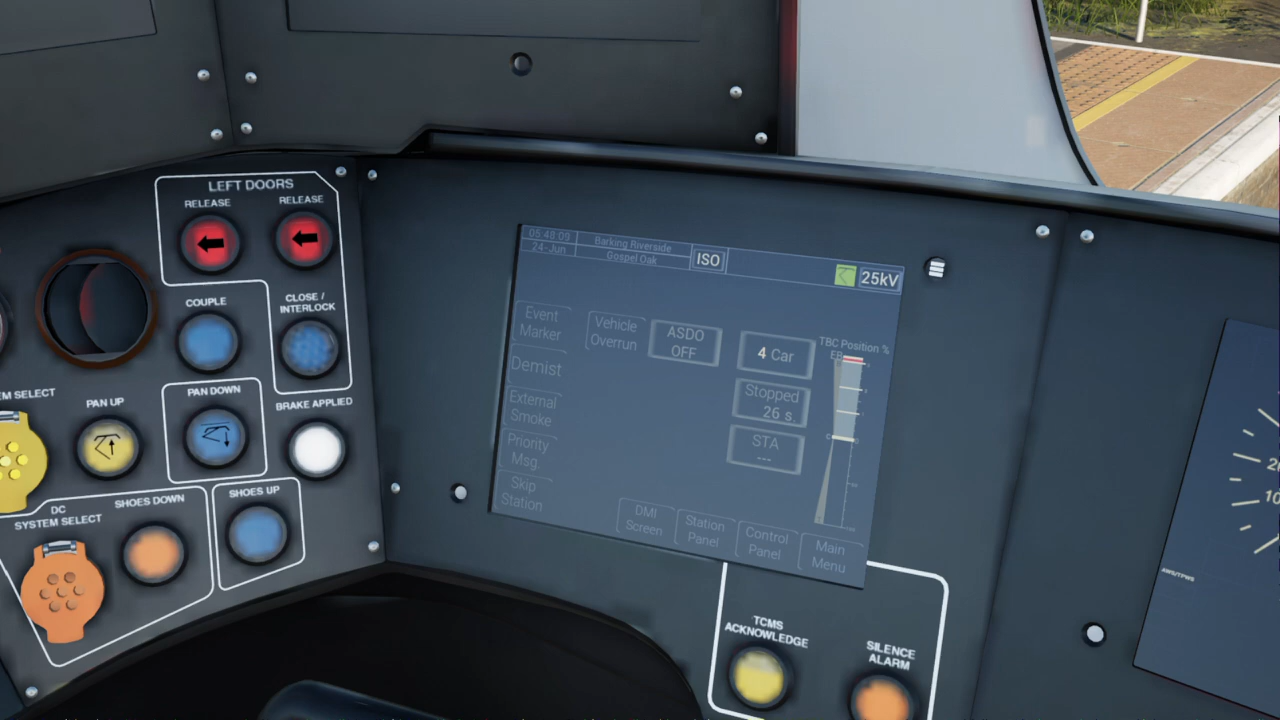 LEFT DOORS
RELEASE
RELEASE
COUPLE
CLOSE /
INTERLOCK
PAN UP
PAN DOWN
BRAKE APPLIED
DC
SYSTEM SELECT
SHOES DOWN
SHOES UP
05:48:09
24-Jun
Barking Riverside
Gospel Oak
ISO
25kV
Event
Marker
Vehicle
Overrun
ASDO
OFF
4 Car
TBC Position %
EB
Demist
Stopped
26 s
External
Smoke
STA
---
Priority
Msg.
Skip
Station
DMI
Screen
Station
Panel
Control
Panel
Main
Menu
TCMS
ACKNOWLEDGE
SILENCE
ALARM
AWS/TPWS